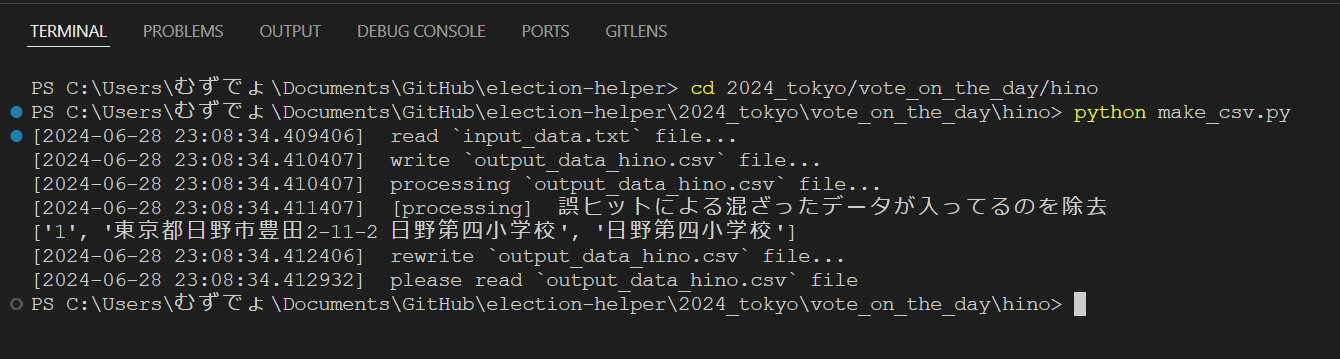 TERMINAL PROBLEMS OUTPUT DEBUG CONSOLE PORTS GITLENS
PS C:\Users\むずでょ\Documents\GitHub\election-helper> cd 2024_tokyo/vote_on_the_day/hino
PS C:\Users\むずでょ\Documents\GitHub\election-helper\2024_tokyo\vote_on_the_day\hino> python make_csv.py
[2024-06-28 23:08:34.409406]  read `input_data.txt` file...
[2024-06-28 23:08:34.410407]  write `output_data_hino.csv` file...
[2024-06-28 23:08:34.410407]  processing `output_data_hino.csv` file...
[2024-06-28 23:08:34.411407]  [processing]  誤ヒットによる混ざったデータが入ってるのを除去
['1', '東京都日野市豊田2-11-2 日野第四小学校', '日野第四小学校']
[2024-06-28 23:08:34.412406]  rewrite `output_data_hino.csv` file...
[2024-06-28 23:08:34.412932]  please read `output_data_hino.csv` file
PS C:\Users\むずでょ\Documents\GitHub\election-helper\2024_tokyo\vote_on_the_day\hino>